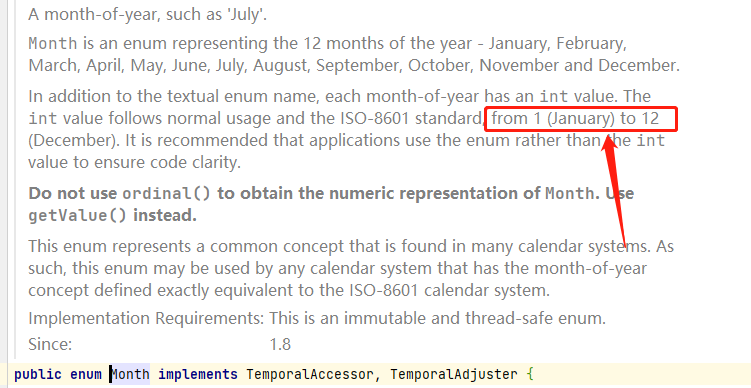 A month-of-year, such as 'July'.
Month is an enum representing the 12 months of the year - January, February,
March, April, May, June, July, August, September, October, November and December.
In addition to the textual enum name, each month-of-year has an int value. The
int value follows normal usage and the ISO-8601 standard, from 1 (January) to 12
(December). It is recommended that applications use the enum rather than the int
value to ensure code clarity.
Do not use ordinal() to obtain the numeric representation of Month. Use
getValue() instead.
This enum represents a common concept that is found in many calendar systems. As
such, this enum may be used by any calendar system that has the month-of-year
concept defined exactly equivalent to the ISO-8601 calendar system.
Implementation Requirements: This is an immutable and thread-safe enum.
Since: 1.8
public enum Month implements TemporalAccessor, TemporalAdjuster {